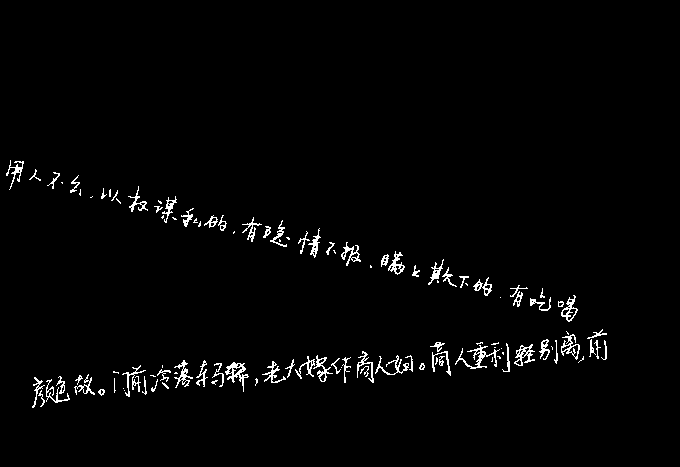 用人不公、以权谋私的，有隐情不报、瞒上欺下的，有吃喝
颜色故。门前冷落车马稀，老大嫁作商人妇。商人重利轻别离，前